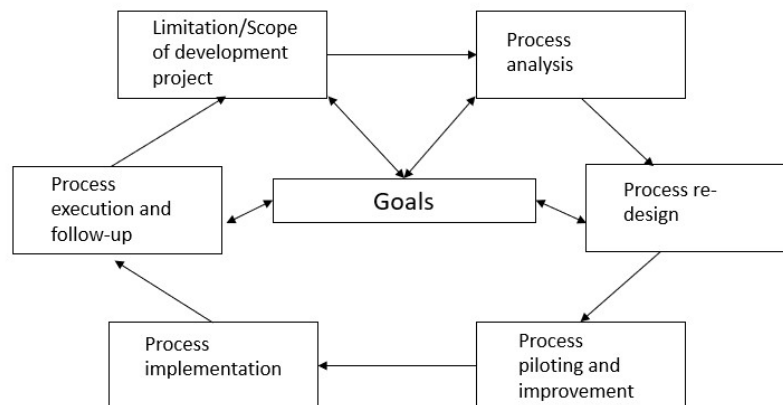 Limitation/Scope
of development
project
Process
analysis
Process
execution and
follow-up
Goals
Process re-
design
Process
implementation
Process
piloting and
improvement